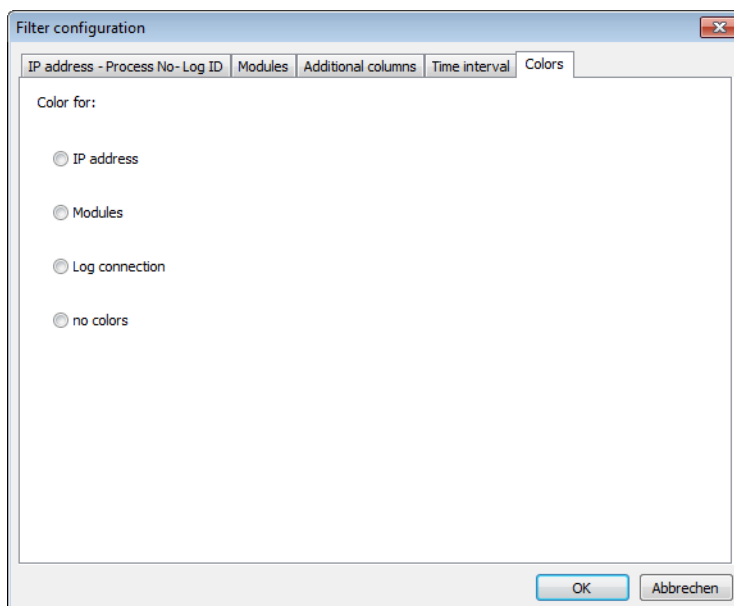 Filter configuration
IP address - Process No- Log ID Modules Additional columns Time interval Colors
Color for:
IP address
Modules
Log connection
no colors
OK Abbrechen